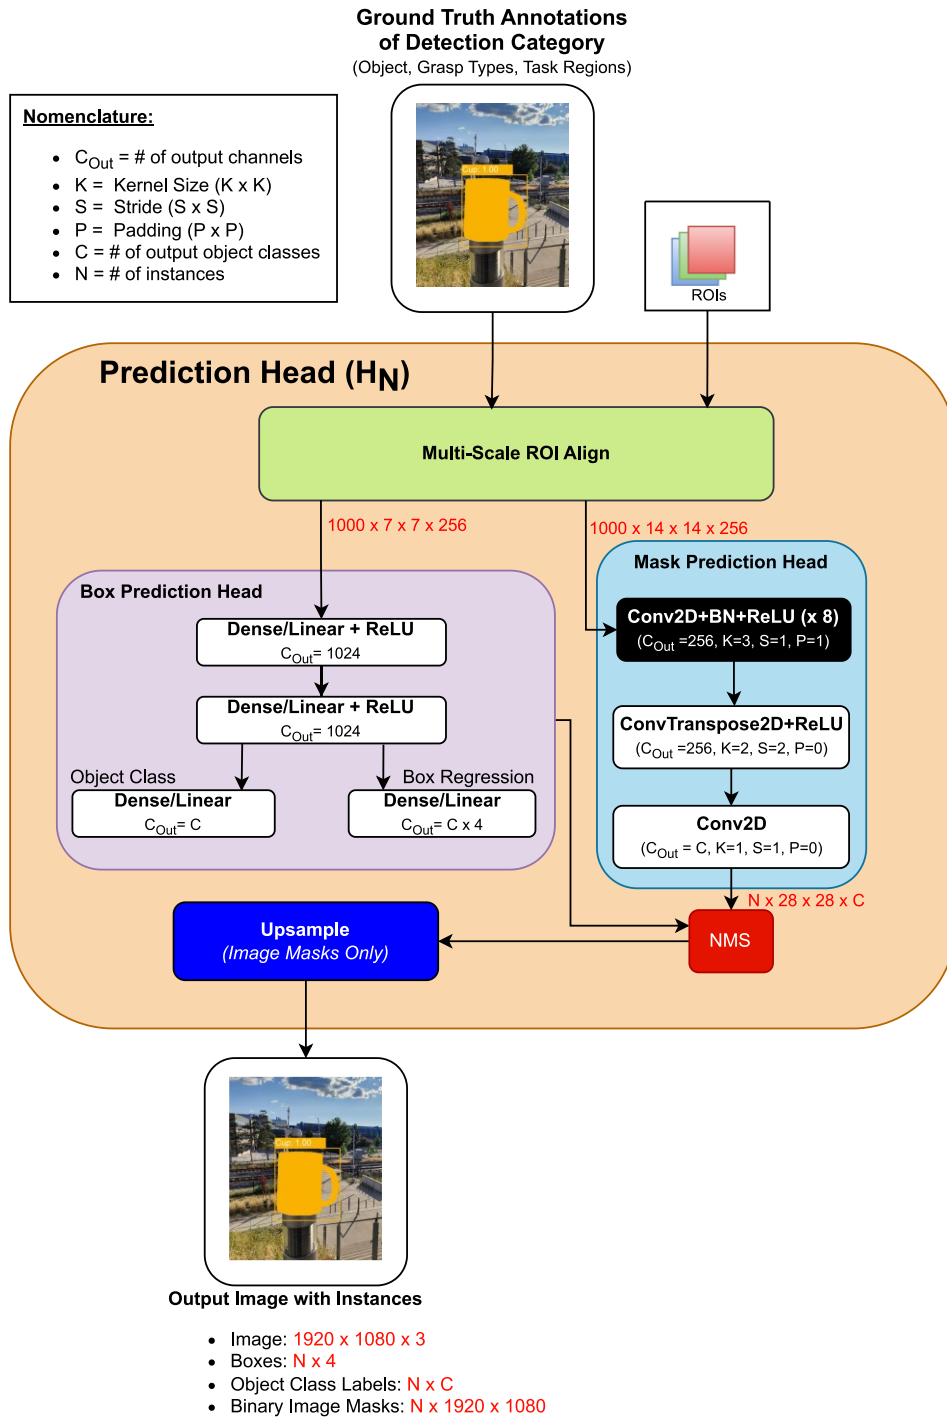 Ground Truth Annotations
of Detection Category
(Object, Grasp Types, Task Regions)
Nomenclature:
• C_Out = # of output channels
• K = Kernel Size (K x K)
• S = Stride (S x S)
• P = Padding (P x P)
• C = # of output object classes
• N = # of instances
Cup: 1.00
ROIs
Prediction Head (H_N)
Multi-Scale ROI Align
1000 x 7 x 7 x 256
1000 x 14 x 14 x 256
Box Prediction Head
Dense/Linear + ReLU
C_Out= 1024
Dense/Linear + ReLU
C_Out= 1024
Object Class
Dense/Linear
C_Out= C
Box Regression
Dense/Linear
C_Out= C x 4
Mask Prediction Head
Conv2D+BN+ReLU (x 8)
(C_Out =256, K=3, S=1, P=1)
ConvTranspose2D+ReLU
(C_Out =256, K=2, S=2, P=0)
Conv2D
(C_Out = C, K=1, S=1, P=0)
N x 28 x 28 x C
NMS
Upsample
(Image Masks Only)
Cup: 1.00
Output Image with Instances
• Image: 1920 x 1080 x 3
• Boxes: N x 4
• Object Class Labels: N x C
• Binary Image Masks: N x 1920 x 1080